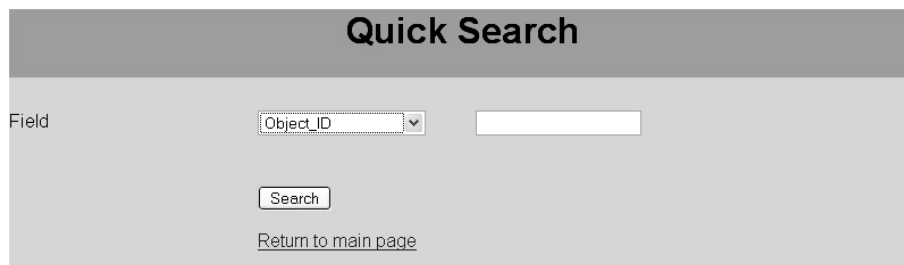 Quick Search
Field Object_ID
Search
Return to main page